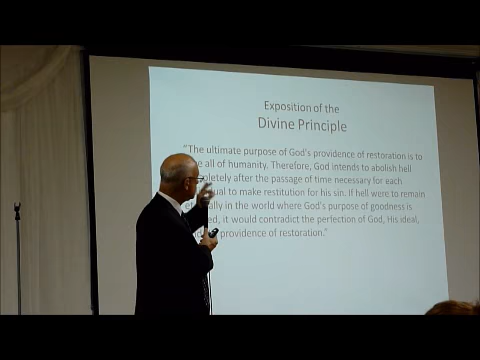 Exposition of the
Divine Principle
"The ultimate purpose of God's providence of restoration is to
all of humanity. Therefore, God intends to abolish hell
completely after the passage of time necessary for each
to make restitution for his sin. If hell were to remain
in the world where God's purpose of goodness is
it would contradict the perfection of God, His ideal,
providence of restoration."